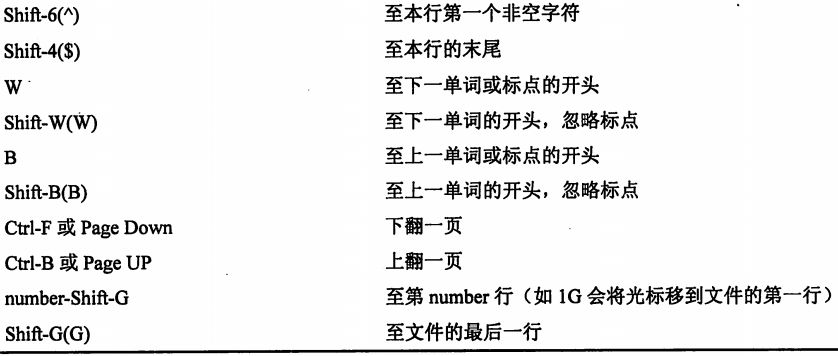 Shift-6(^) 至本行第一个非空字符
Shift-4($) 至本行的末尾
W 至下一单词或标点的开头
Shift-W(W) 至下一单词的开头，忽略标点
B 至上一单词或标点的开头
Shift-B(B) 至上一单词的开头，忽略标点
Ctrl-F 或 Page Down 下翻一页
Ctrl-B 或 Page UP 上翻一页
number-Shift-G 至第 number 行（如 1G 会将光标移到文件的第一行）
Shift-G(G) 至文件的最后一行